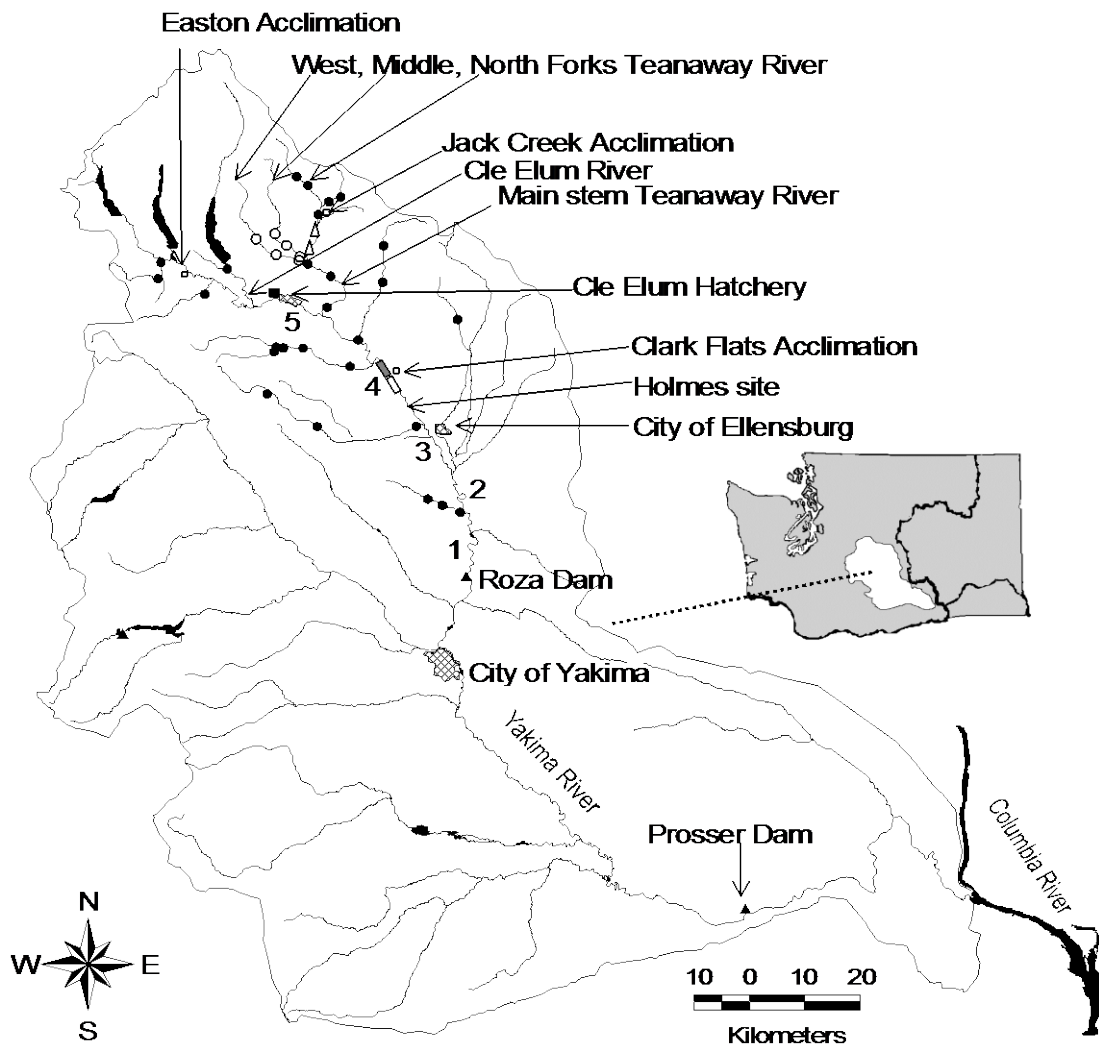 Easton Acclimation
West, Middle, North Forks Teanaway River
Jack Creek Acclimation
Cle Elum River
Main stem Teanaway River
Cle Elum Hatchery
5
Clark Flats Acclimation
4
Holmes site
City of Ellensburg
3
2
1
Roza Dam
City of Yakima
Yakima River
Prosser Dam
Columbia River
N
W E
S
10 0 10 20
Kilometers